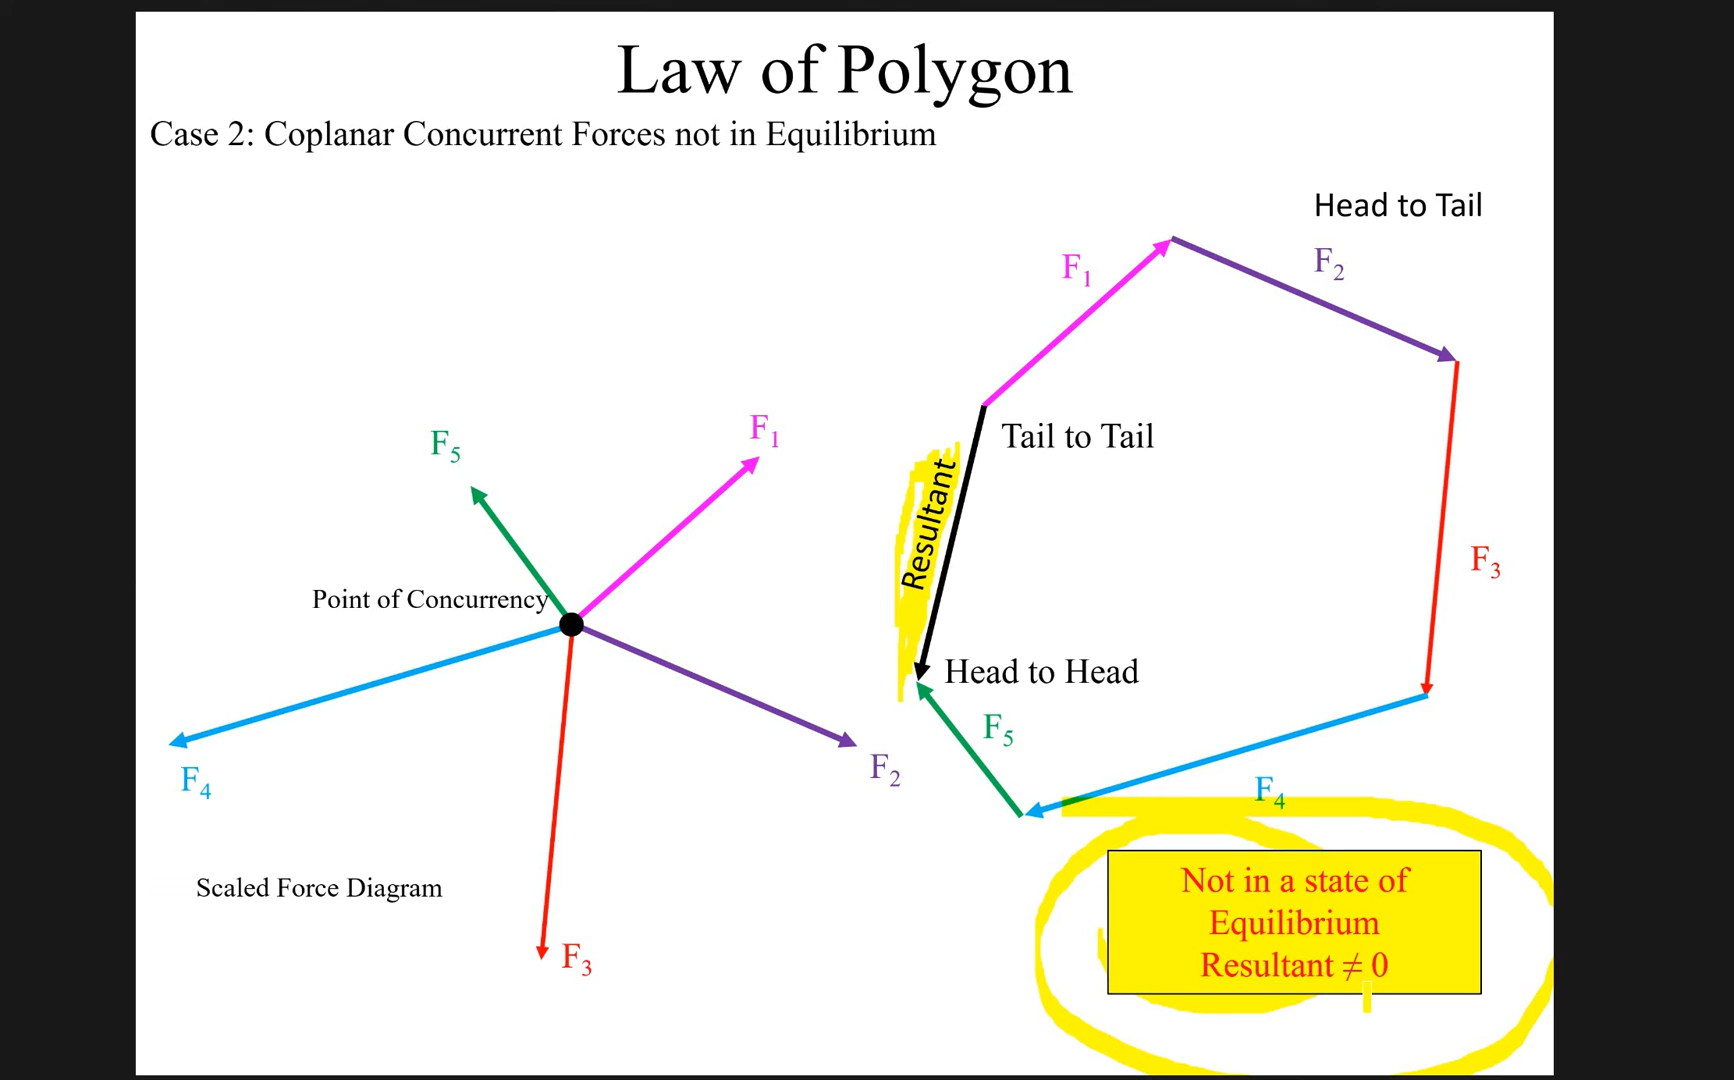 Law of Polygon
Case 2: Coplanar Concurrent Forces not in Equilibrium
Head to Tail
F₁
F₂
Tail to Tail
Resultant
F₃
Head to Head
F₅
F₄
F₅
F₁
Point of Concurrency
F₄
F₂
Scaled Force Diagram
F₃
Not in a state of
Equilibrium
Resultant ≠ 0